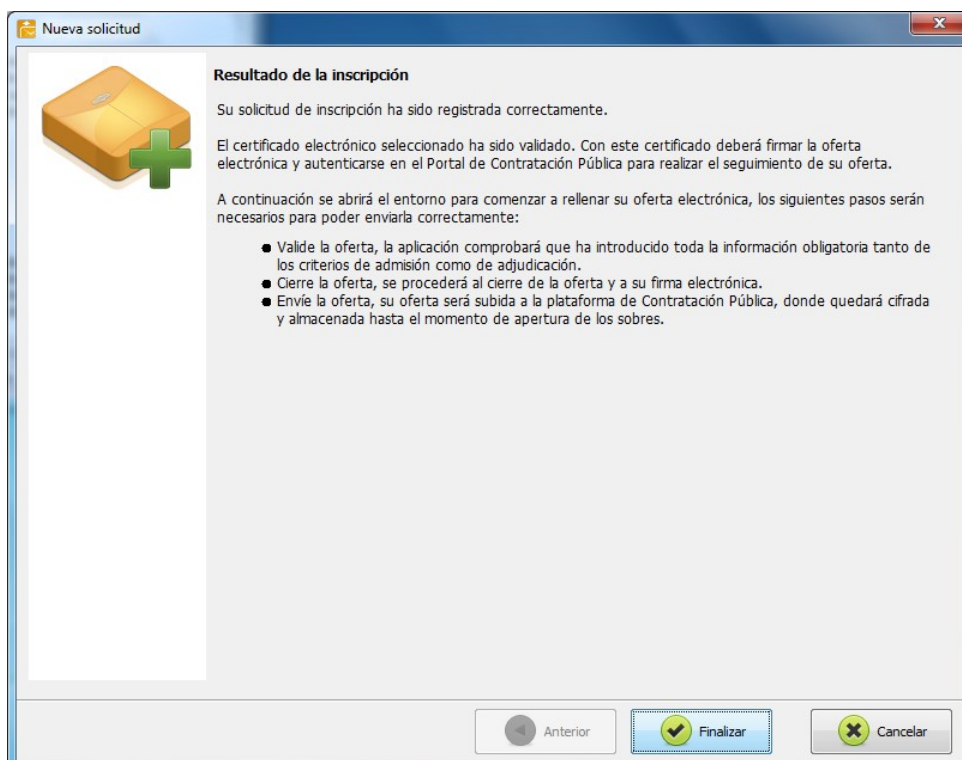 Nueva solicitud
Resultado de la inscripción
Su solicitud de inscripción ha sido registrada correctamente.
El certificado electrónico seleccionado ha sido validado. Con este certificado deberá firmar la oferta
electrónica y autenticarse en el Portal de Contratación Pública para realizar el seguimiento de su oferta.
A continuación se abrirá el entorno para comenzar a rellenar su oferta electrónica, los siguientes pasos serán
necesarios para poder enviarla correctamente:
● Valide la oferta, la aplicación comprobará que ha introducido toda la información obligatoria tanto de
los criterios de admisión como de adjudicación.
● Cierre la oferta, se procederá al cierre de la oferta y a su firma electrónica.
● Envíe la oferta, su oferta será subida a la plataforma de Contratación Pública, donde quedará cifrada
y almacenada hasta el momento de apertura de los sobres.
Anterior
Finalizar
Cancelar